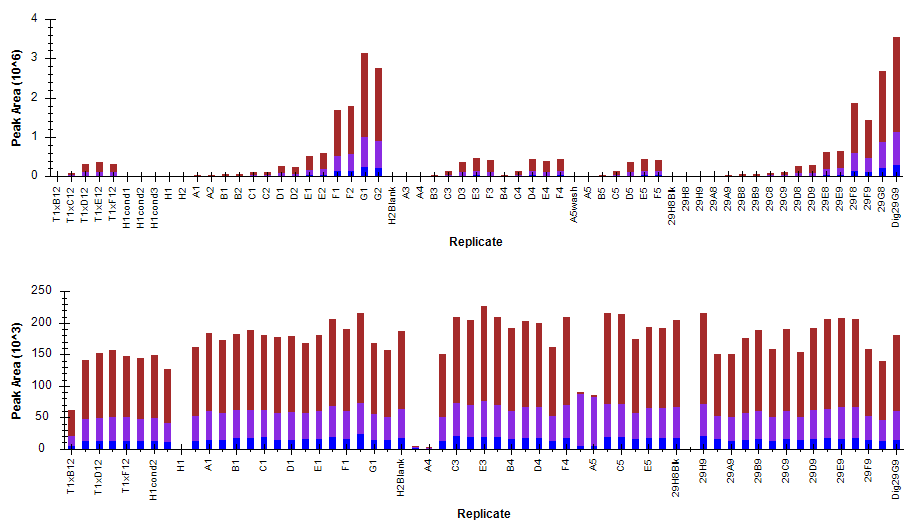 Peak Area (10^6)
4
3
2
1
0
T1xB12 T1xC12 T1xD12 T1xE12 T1xF12 H1cond1 H1cond2 H1cond3 H1 H2 A1 A2 B1 B2 C1 C2 D1 D2 E1 E2 F1 F2 G1 G2 H2Blank A3 A4 B3 C3 D3 E3 F3 B4 C4 D4 E4 F4 A5wash A5 B5 C5 D5 E5 F5 29H8Blk 29H8 29H9 29A8 29A9 29B8 29B9 29C8 29C9 29D8 29D9 29E8 29E9 29F8 29F9 29G8 Dig29G9
Replicate
Peak Area (10^3)
250
200
150
100
50
0
T1xB12 T1xD12 T1xF12 H1cond2 H1 A1 B1 C1 D1 E1 F1 G1 H2Blank A4 C3 E3 B4 D4 F4 A5 C5 E5 29H8Blk 29H9 29A9 29B9 29C9 29D9 29E9 29F9 Dig29G9
Replicate